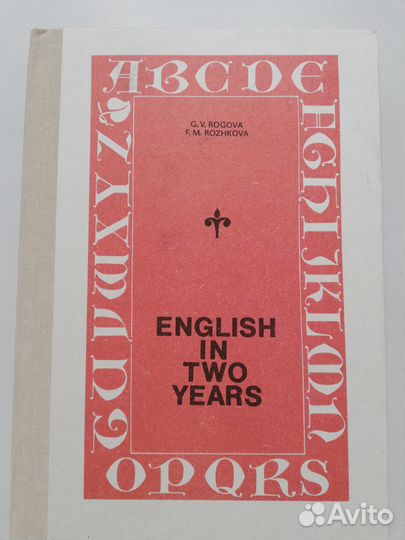 ABCDE
FGHIJKLMN
OPQRS
TUVWXYZ
G. V. ROGOVA
F. M. ROZHKOVA
ENGLISH
IN
TWO
YEARS
Avito